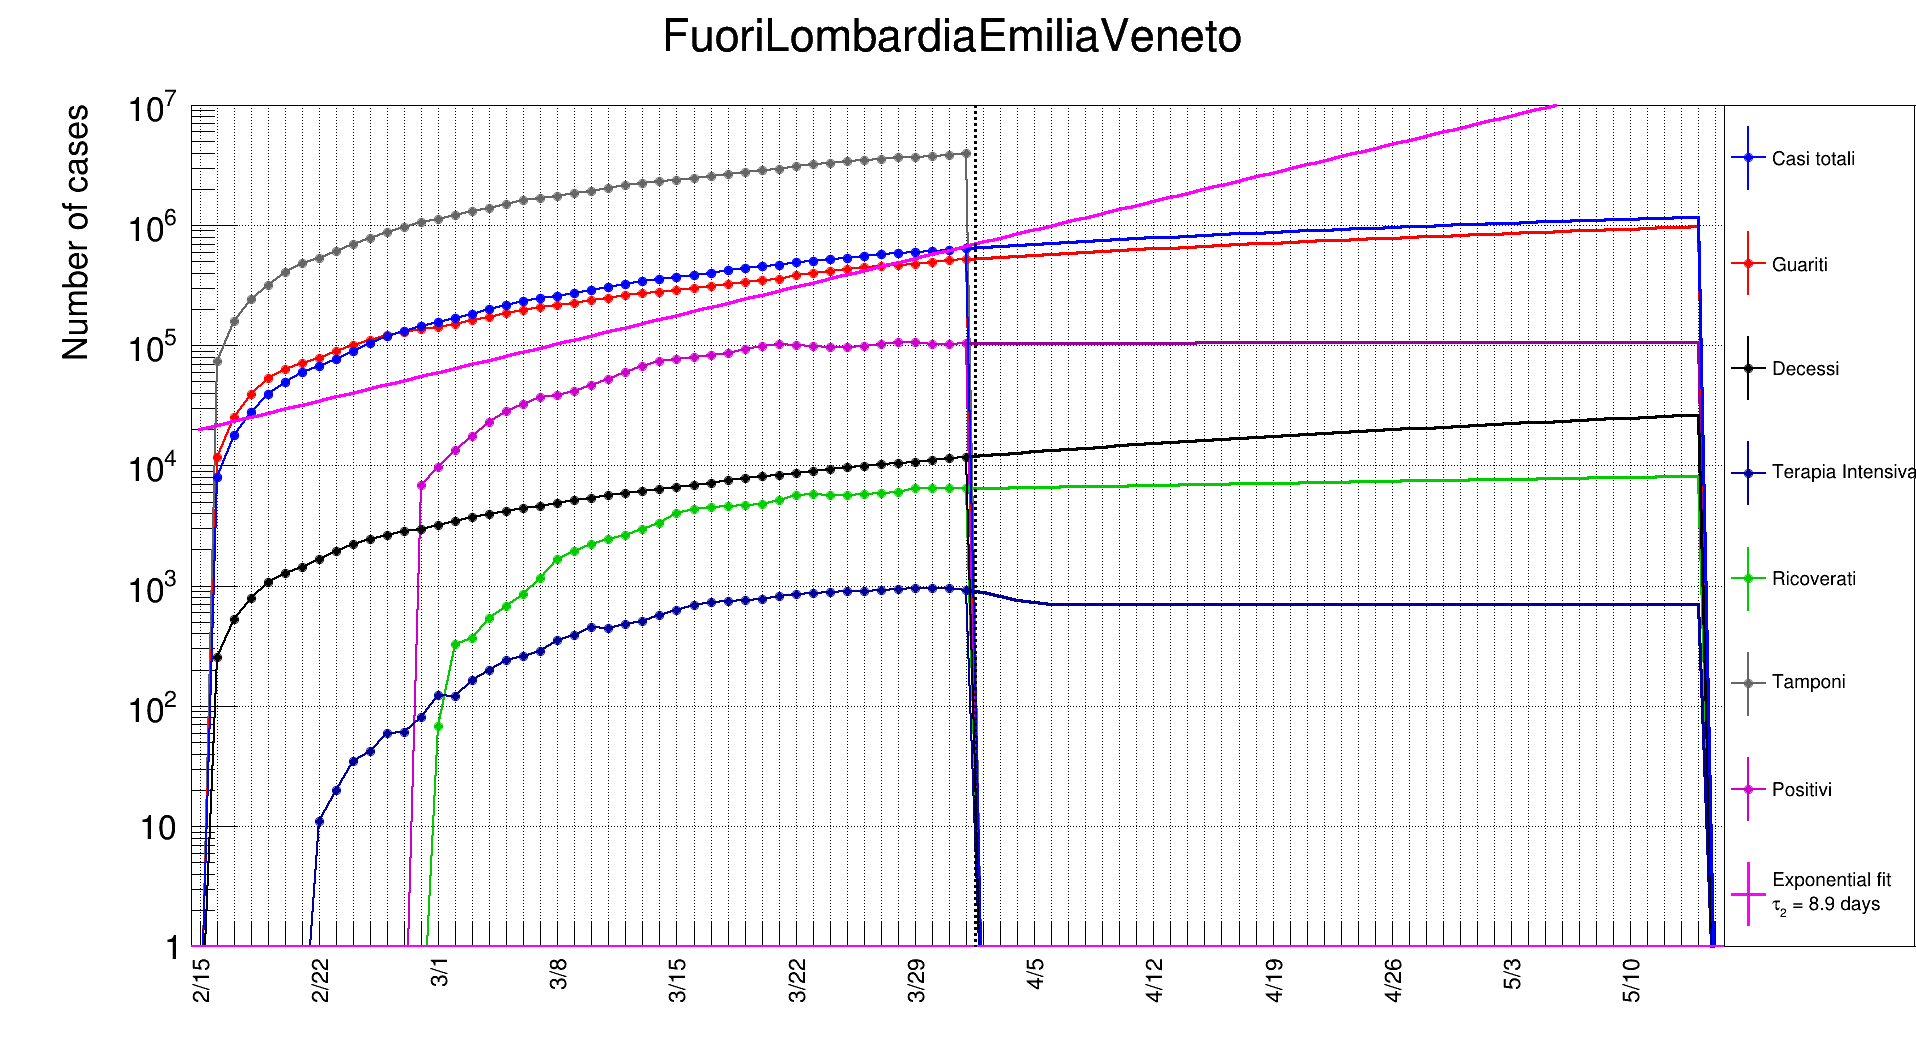 FuoriLombardiaEmiliaVeneto
Number of cases
10^7
10^6
10^5
10^4
10^3
10^2
10
1
2/15
2/22
3/1
3/8
3/15
3/22
3/29
4/5
4/12
4/19
4/26
5/3
5/10
Casi totali
Guariti
Decessi
Terapia Intensiva
Ricoverati
Tamponi
Positivi
Exponential fit
τ₂ = 8.9 days